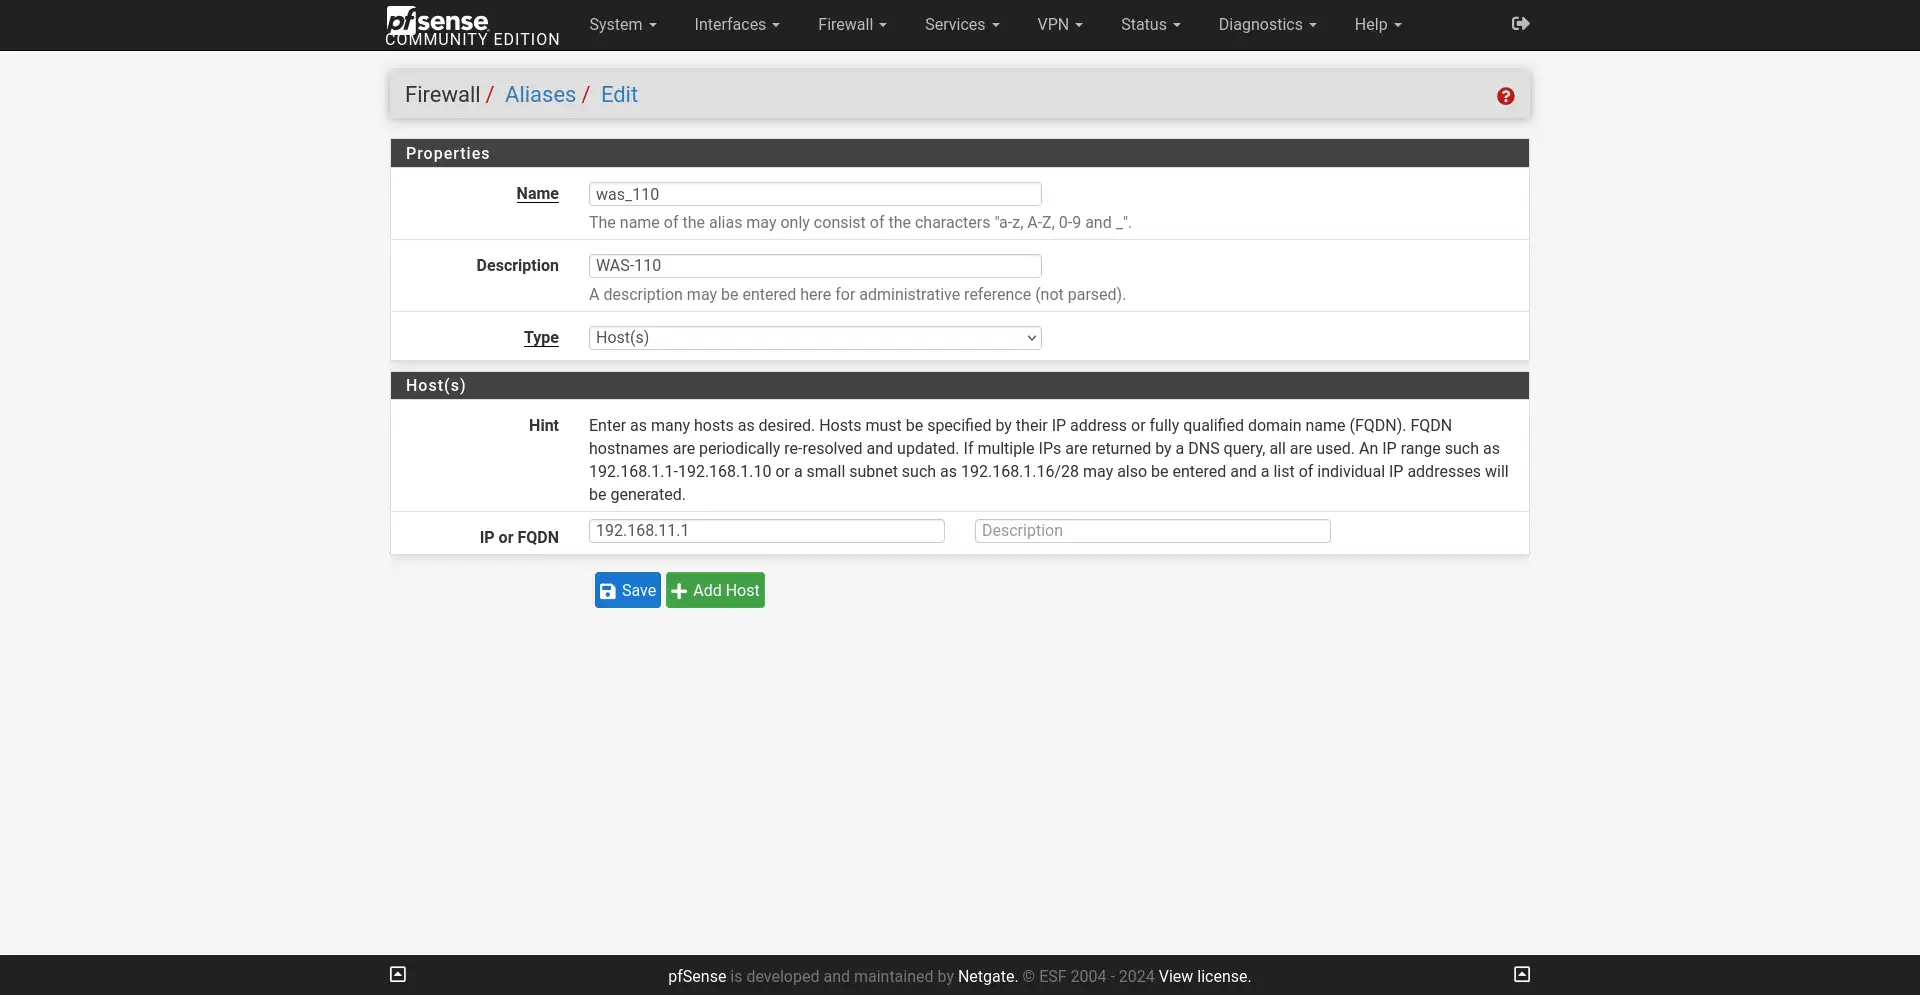 pfsense
COMMUNITY EDITION
System
Interfaces
Firewall
Services
VPN
Status
Diagnostics
Help
Firewall / Aliases / Edit
Properties
Name
was_110
The name of the alias may only consist of the characters "a-z, A-Z, 0-9 and _".
Description
WAS-110
A description may be entered here for administrative reference (not parsed).
Type
Host(s)
Host(s)
Hint
Enter as many hosts as desired. Hosts must be specified by their IP address or fully qualified domain name (FQDN). FQDN
hostnames are periodically re-resolved and updated. If multiple IPs are returned by a DNS query, all are used. An IP range such as
192.168.1.1-192.168.1.10 or a small subnet such as 192.168.1.16/28 may also be entered and a list of individual IP addresses will
be generated.
IP or FQDN
192.168.11.1
Description
Save
Add Host
pfSense is developed and maintained by Netgate. © ESF 2004 - 2024 View license.